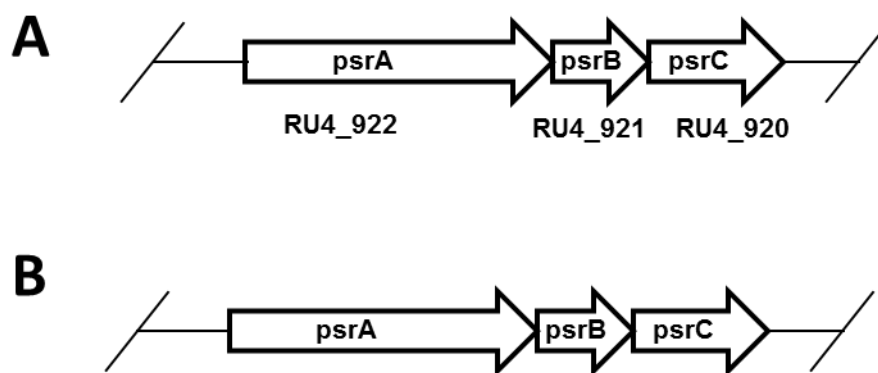 A
psrA psrB psrC
RU4_922 RU4_921 RU4_920
B
psrA psrB psrC